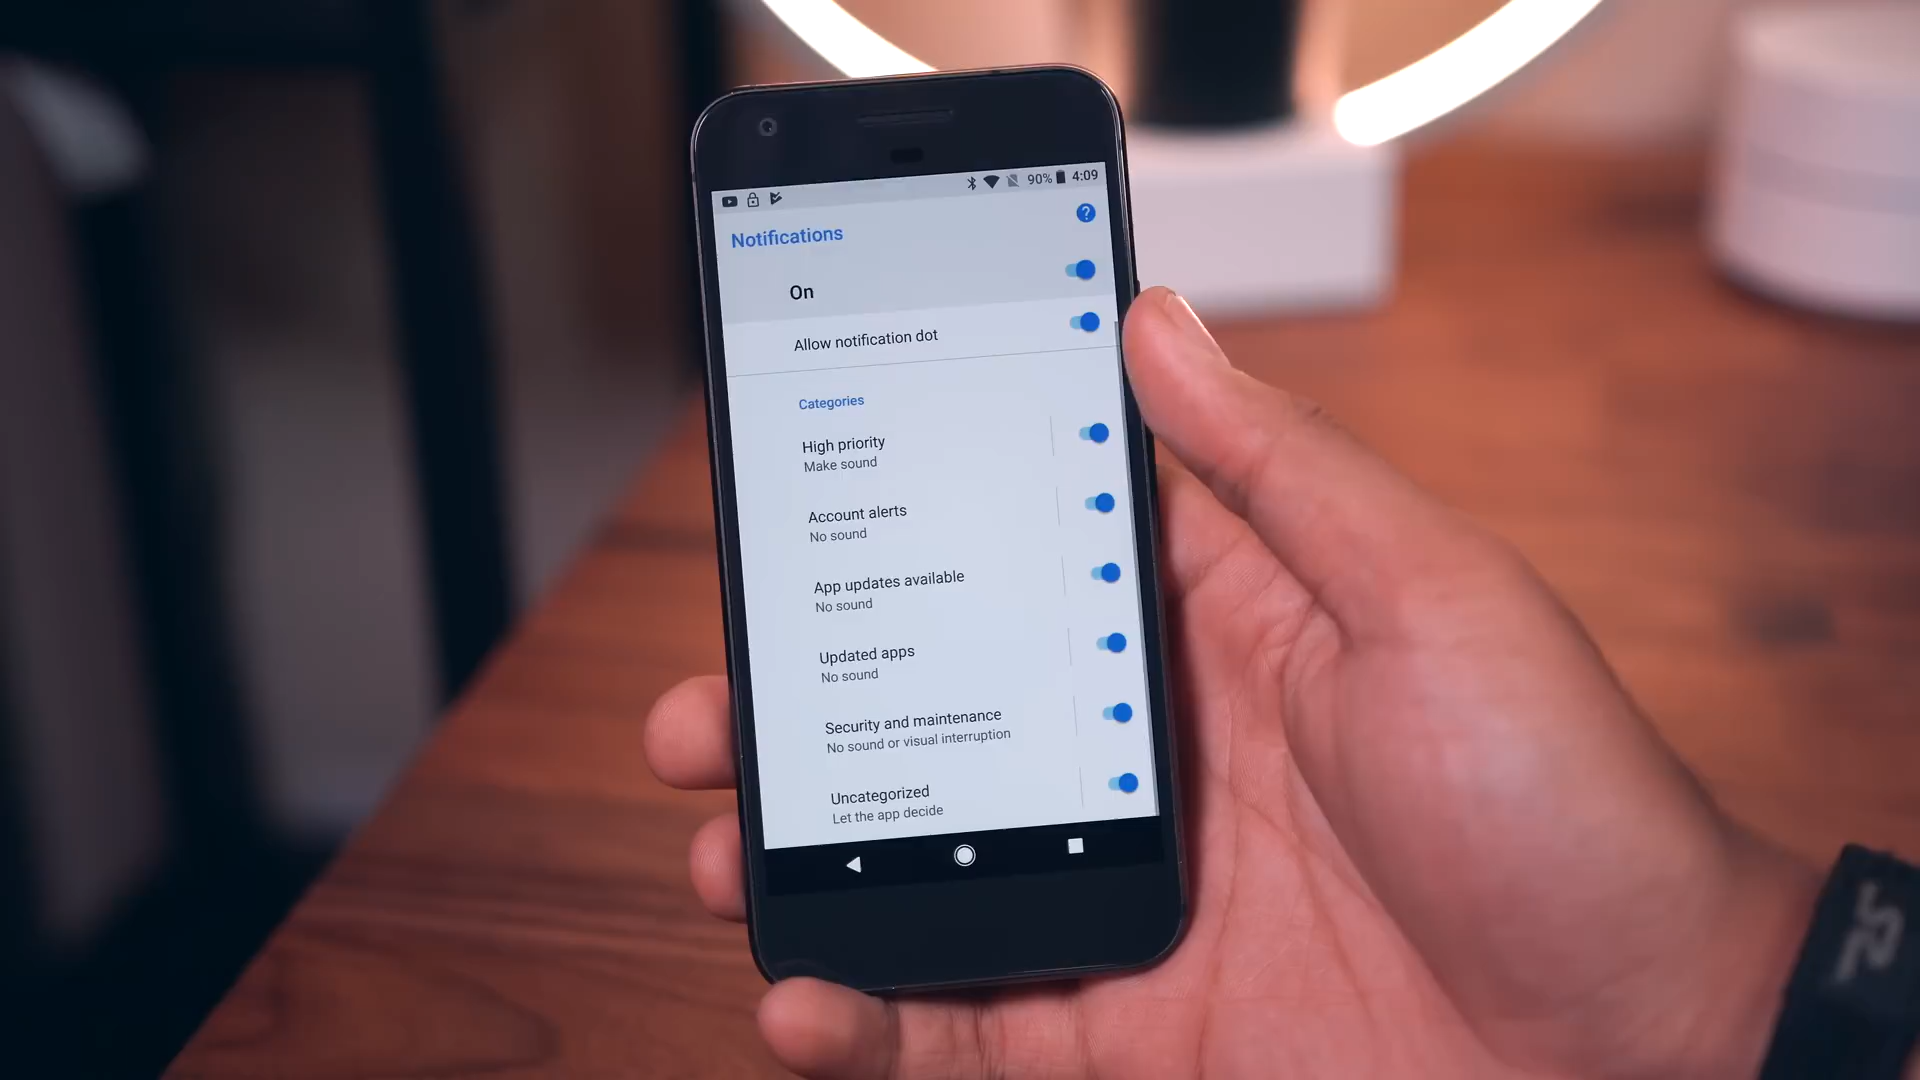 90% 4:09
Notifications
On
Allow notification dot
Categories
High priority
Make sound
Account alerts
No sound
App updates available
No sound
Updated apps
No sound
Security and maintenance
No sound or visual interruption
Uncategorized
Let the app decide